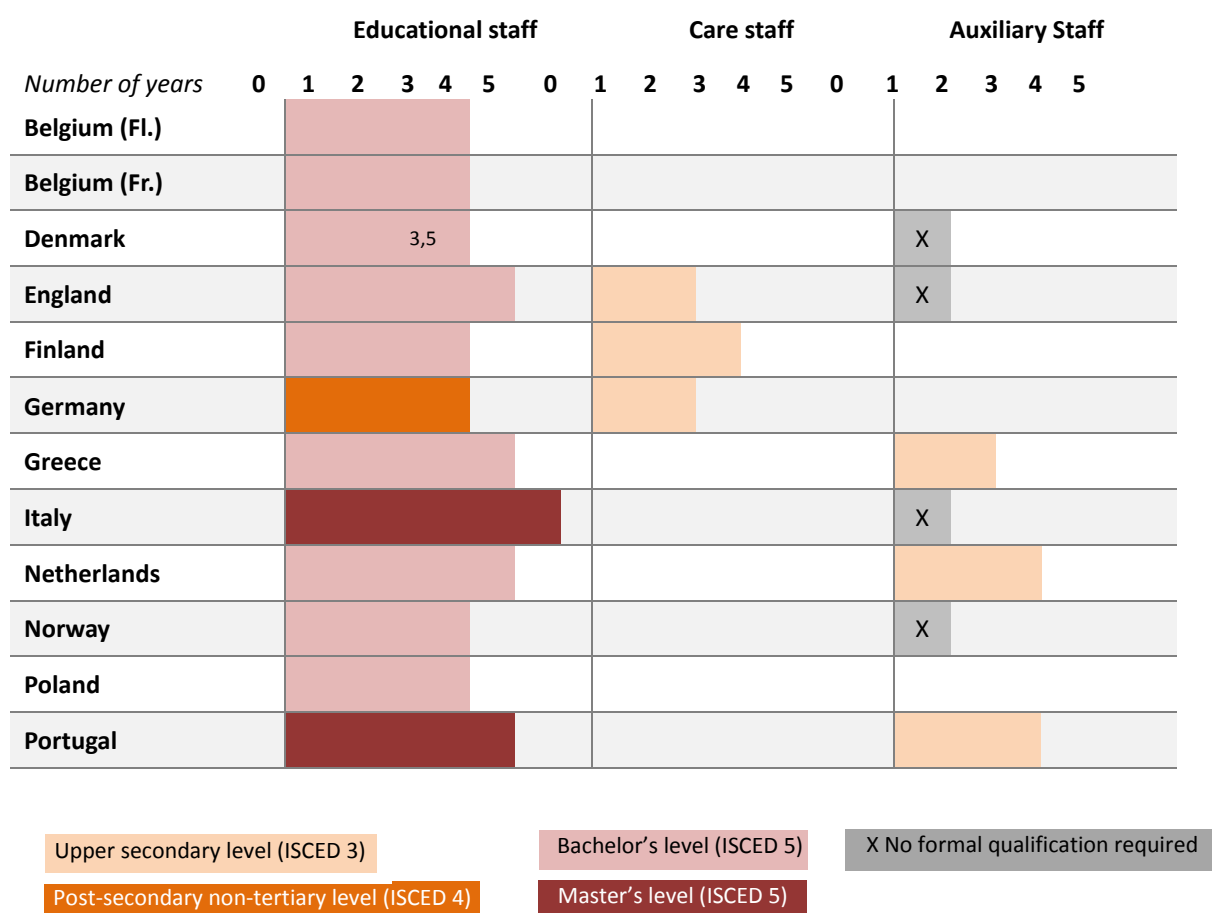 Educational staff Care staff Auxiliary Staff
Number of years 0 1 2 3 4 5 0 1 2 3 4 5 0 1 2 3 4 5
Belgium (Fl.)
Belgium (Fr.)
Denmark 3,5 X
England X
Finland
Germany
Greece
Italy X
Netherlands
Norway X
Poland
Portugal
Upper secondary level (ISCED 3) Bachelor’s level (ISCED 5) X No formal qualification required
Post-secondary non-tertiary level (ISCED 4) Master’s level (ISCED 5)